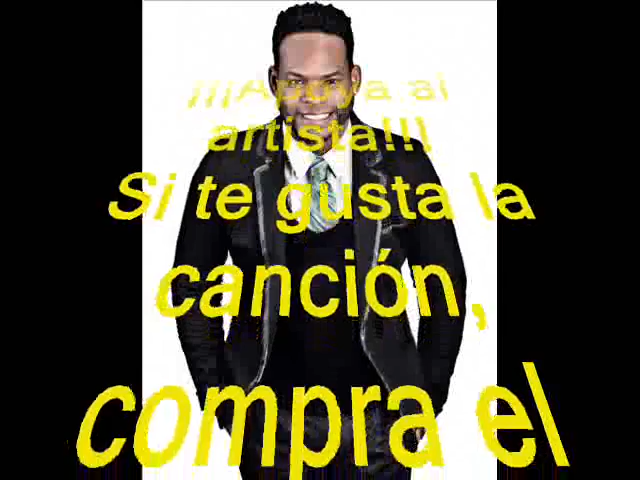 ¡¡¡Apoya al
artista!!!
Si te gusta la
canción,
compra el